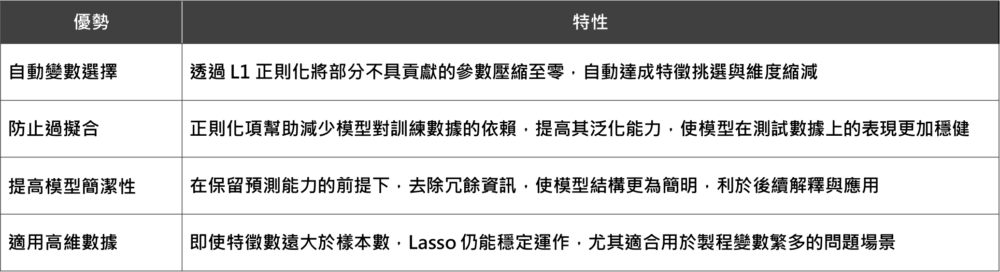 優勢
特性
自動變數選擇
透過 L1 正則化將部分不具貢獻的參數壓縮至零，自動達成特徵挑選與維度縮減
防止過擬合
正則化項幫助減少模型對訓練數據的依賴，提高其泛化能力，使模型在測試數據上的表現更加穩健
提高模型簡潔性
在保留預測能力的前提下，去除冗餘資訊，使模型結構更為簡明，利於後續解釋與應用
適用高維數據
即使特徵數遠大於樣本數，Lasso 仍能穩定運作，尤其適合用於製程變數繁多的問題場景